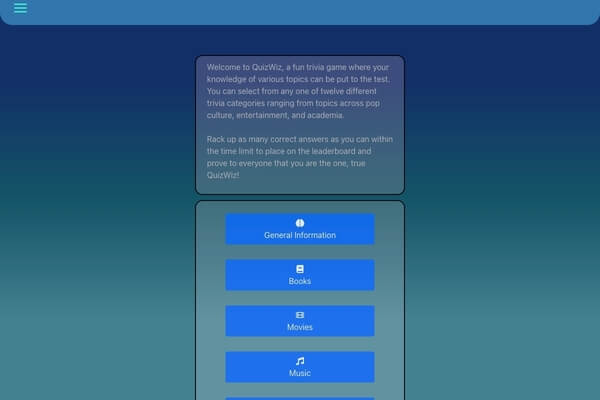 Welcome to QuizWiz, a fun trivia game where your
knowledge of various topics can be put to the test.
You can select from any one of twelve different
trivia categories ranging from topics across pop
culture, entertainment, and academia.
Rack up as many correct answers as you can within
the time limit to place on the leaderboard and
prove to everyone that you are the one, true
QuizWiz!
General Information
Books
Movies
Music